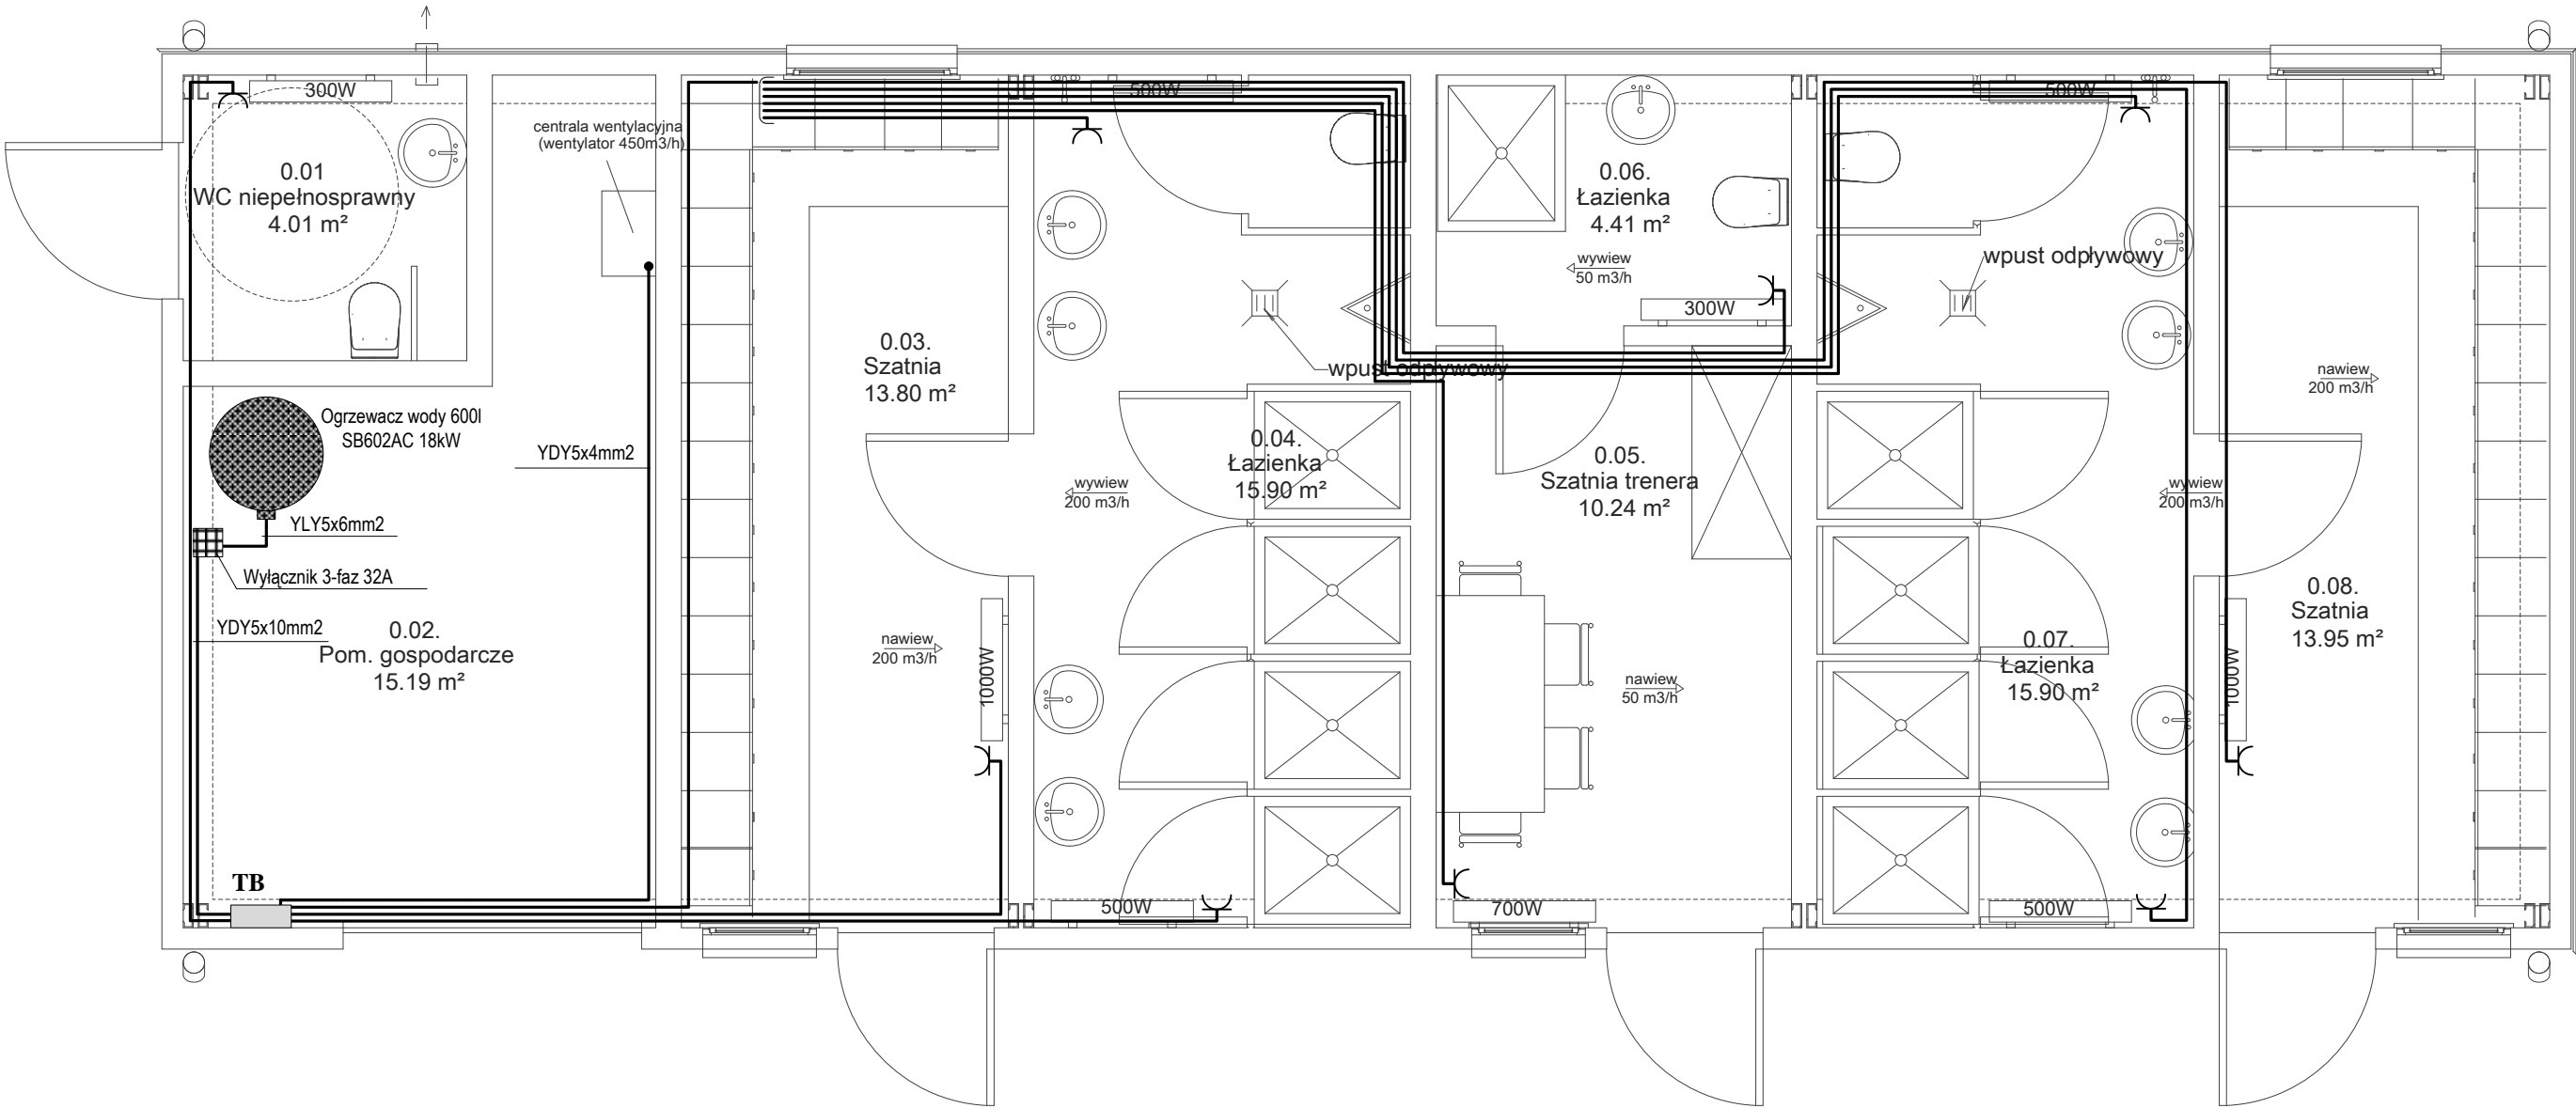 300W
0.01
WC niepełnosprawny
4.01 m²
centrala wentylacyjna
(wentylator 450m3/h)
Ogrzewacz wody 600l
SB602AC 18kW
YDY5x4mm2
YLY5x6mm2
Wyłącznik 3-faz 32A
YDY5x10mm2
0.02.
Pom. gospodarcze
15.19 m²
TB
0.03.
Szatnia
13.80 m²
nawiew
200 m3/h
1000W
500W
wpust odpływowy
0.04.
Łazienka
15.90 m²
wywiew
200 m3/h
500W
0.06.
Łazienka
4.41 m²
wywiew
50 m3/h
300W
0.05.
Szatnia trenera
10.24 m²
nawiew
50 m3/h
700W
500W
wpust odpływowy
wywiew
200 m3/h
0.07.
Łazienka
15.90 m²
500W
nawiew
200 m3/h
0.08.
Szatnia
13.95 m²
1000W